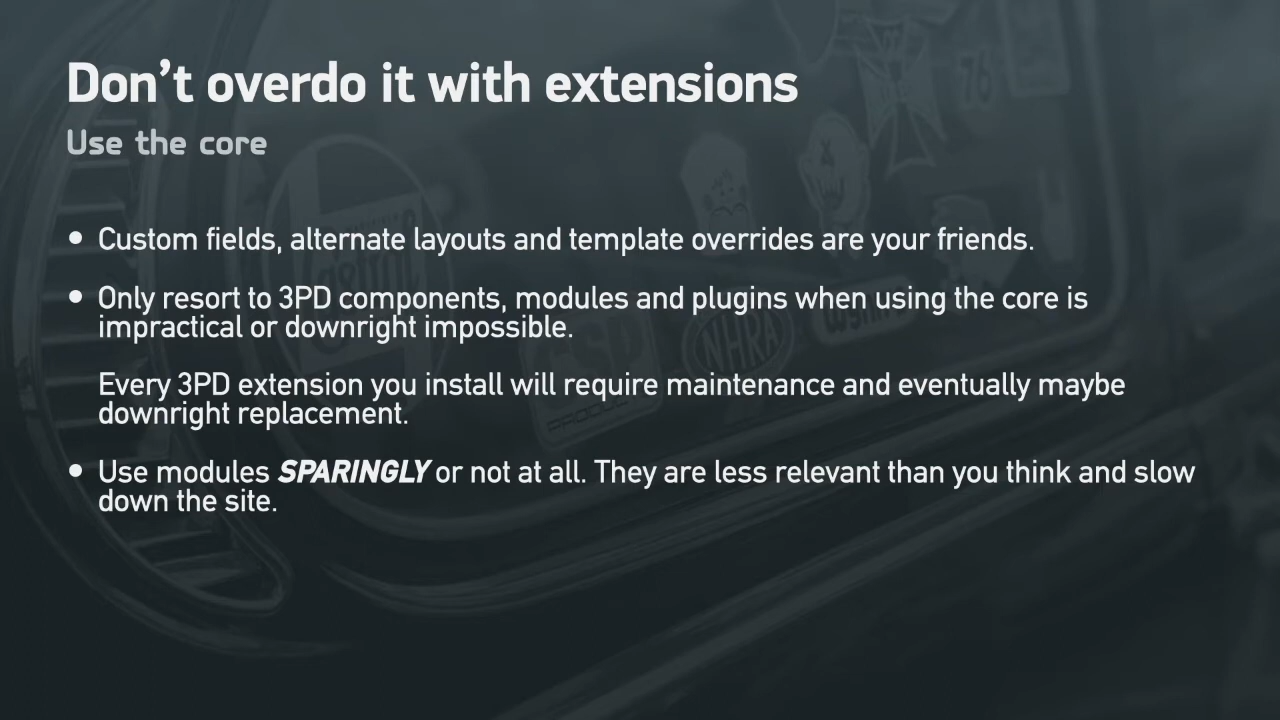 Don’t overdo it with extensions
Use the core
• Custom fields, alternate layouts and template overrides are your friends.
• Only resort to 3PD components, modules and plugins when using the core is
impractical or downright impossible.
Every 3PD extension you install will require maintenance and eventually maybe
downright replacement.
• Use modules SPARINGLY or not at all. They are less relevant than you think and slow
down the site.
76
NHRA